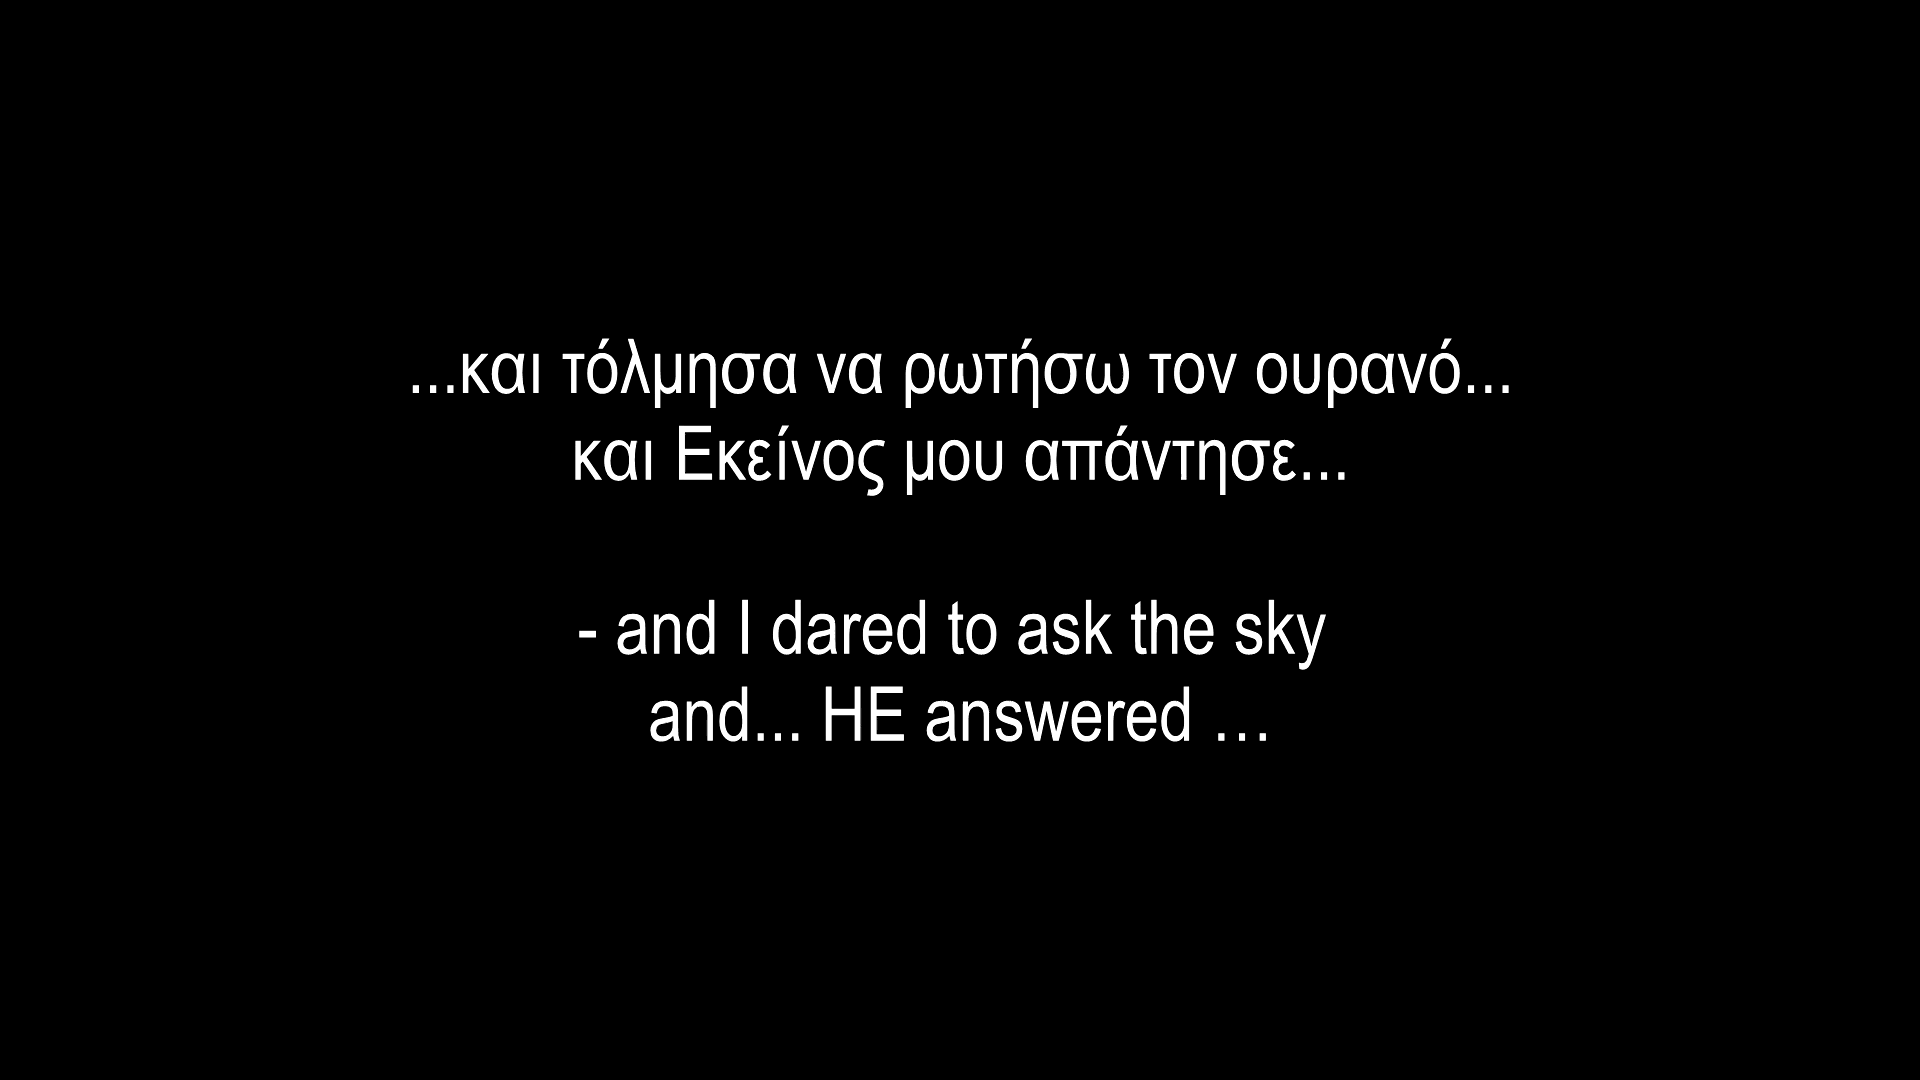 ...και τόλμησα να ρωτήσω τον ουρανό...
και Εκείνος μου απάντησε...
- and I dared to ask the sky
and... HE answered …